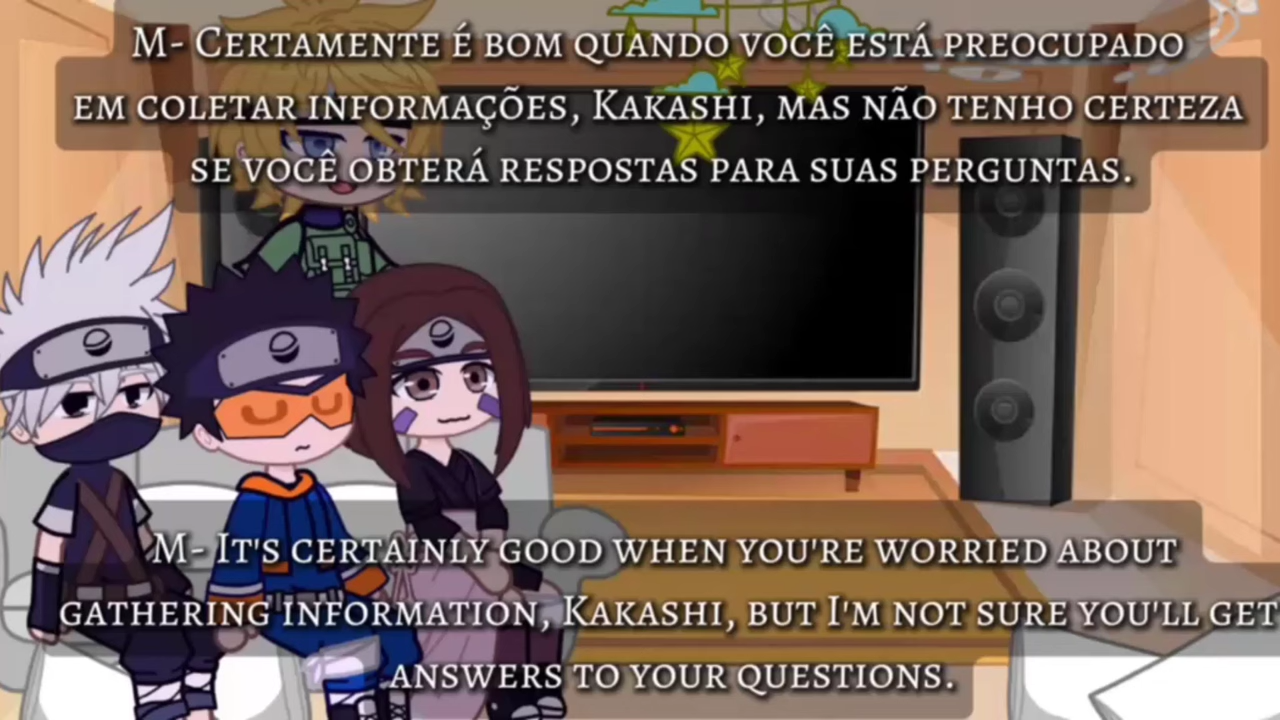 M- Certamente é bom quando você está preocupado
em coletar informações, Kakashi, mas não tenho certeza
se você obterá respostas para suas perguntas.
M- It's certainly good when you're worried about
gathering information, Kakashi, but I'm not sure you'll get
answers to your questions.